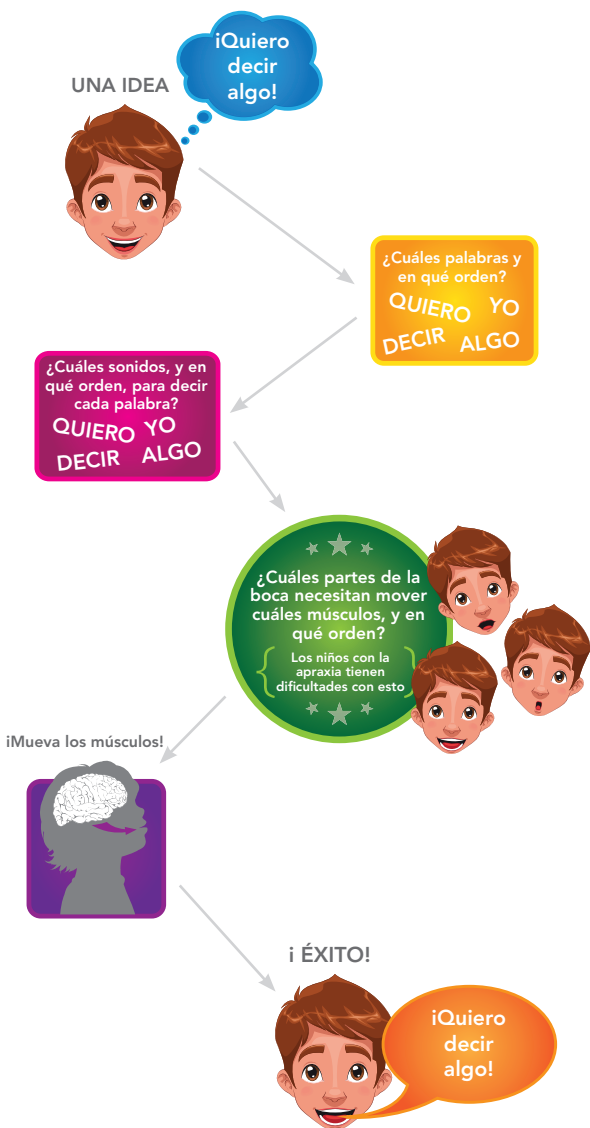 ¡Quiero
decir
algo!
UNA IDEA
¿Cuáles palabras y
en qué orden?
QUIERO YO
DECIR ALGO
¿Cuáles sonidos, y en
qué orden, para decir
cada palabra?
QUIERO YO
DECIR ALGO
¿Cuáles partes de la
boca necesitan mover
cuáles músculos, y en
qué orden?
Los niños con la
apraxia tienen
dificultades con esto
¡Mueva los músculos!
¡ ÉXITO!
¡Quiero
decir
algo!